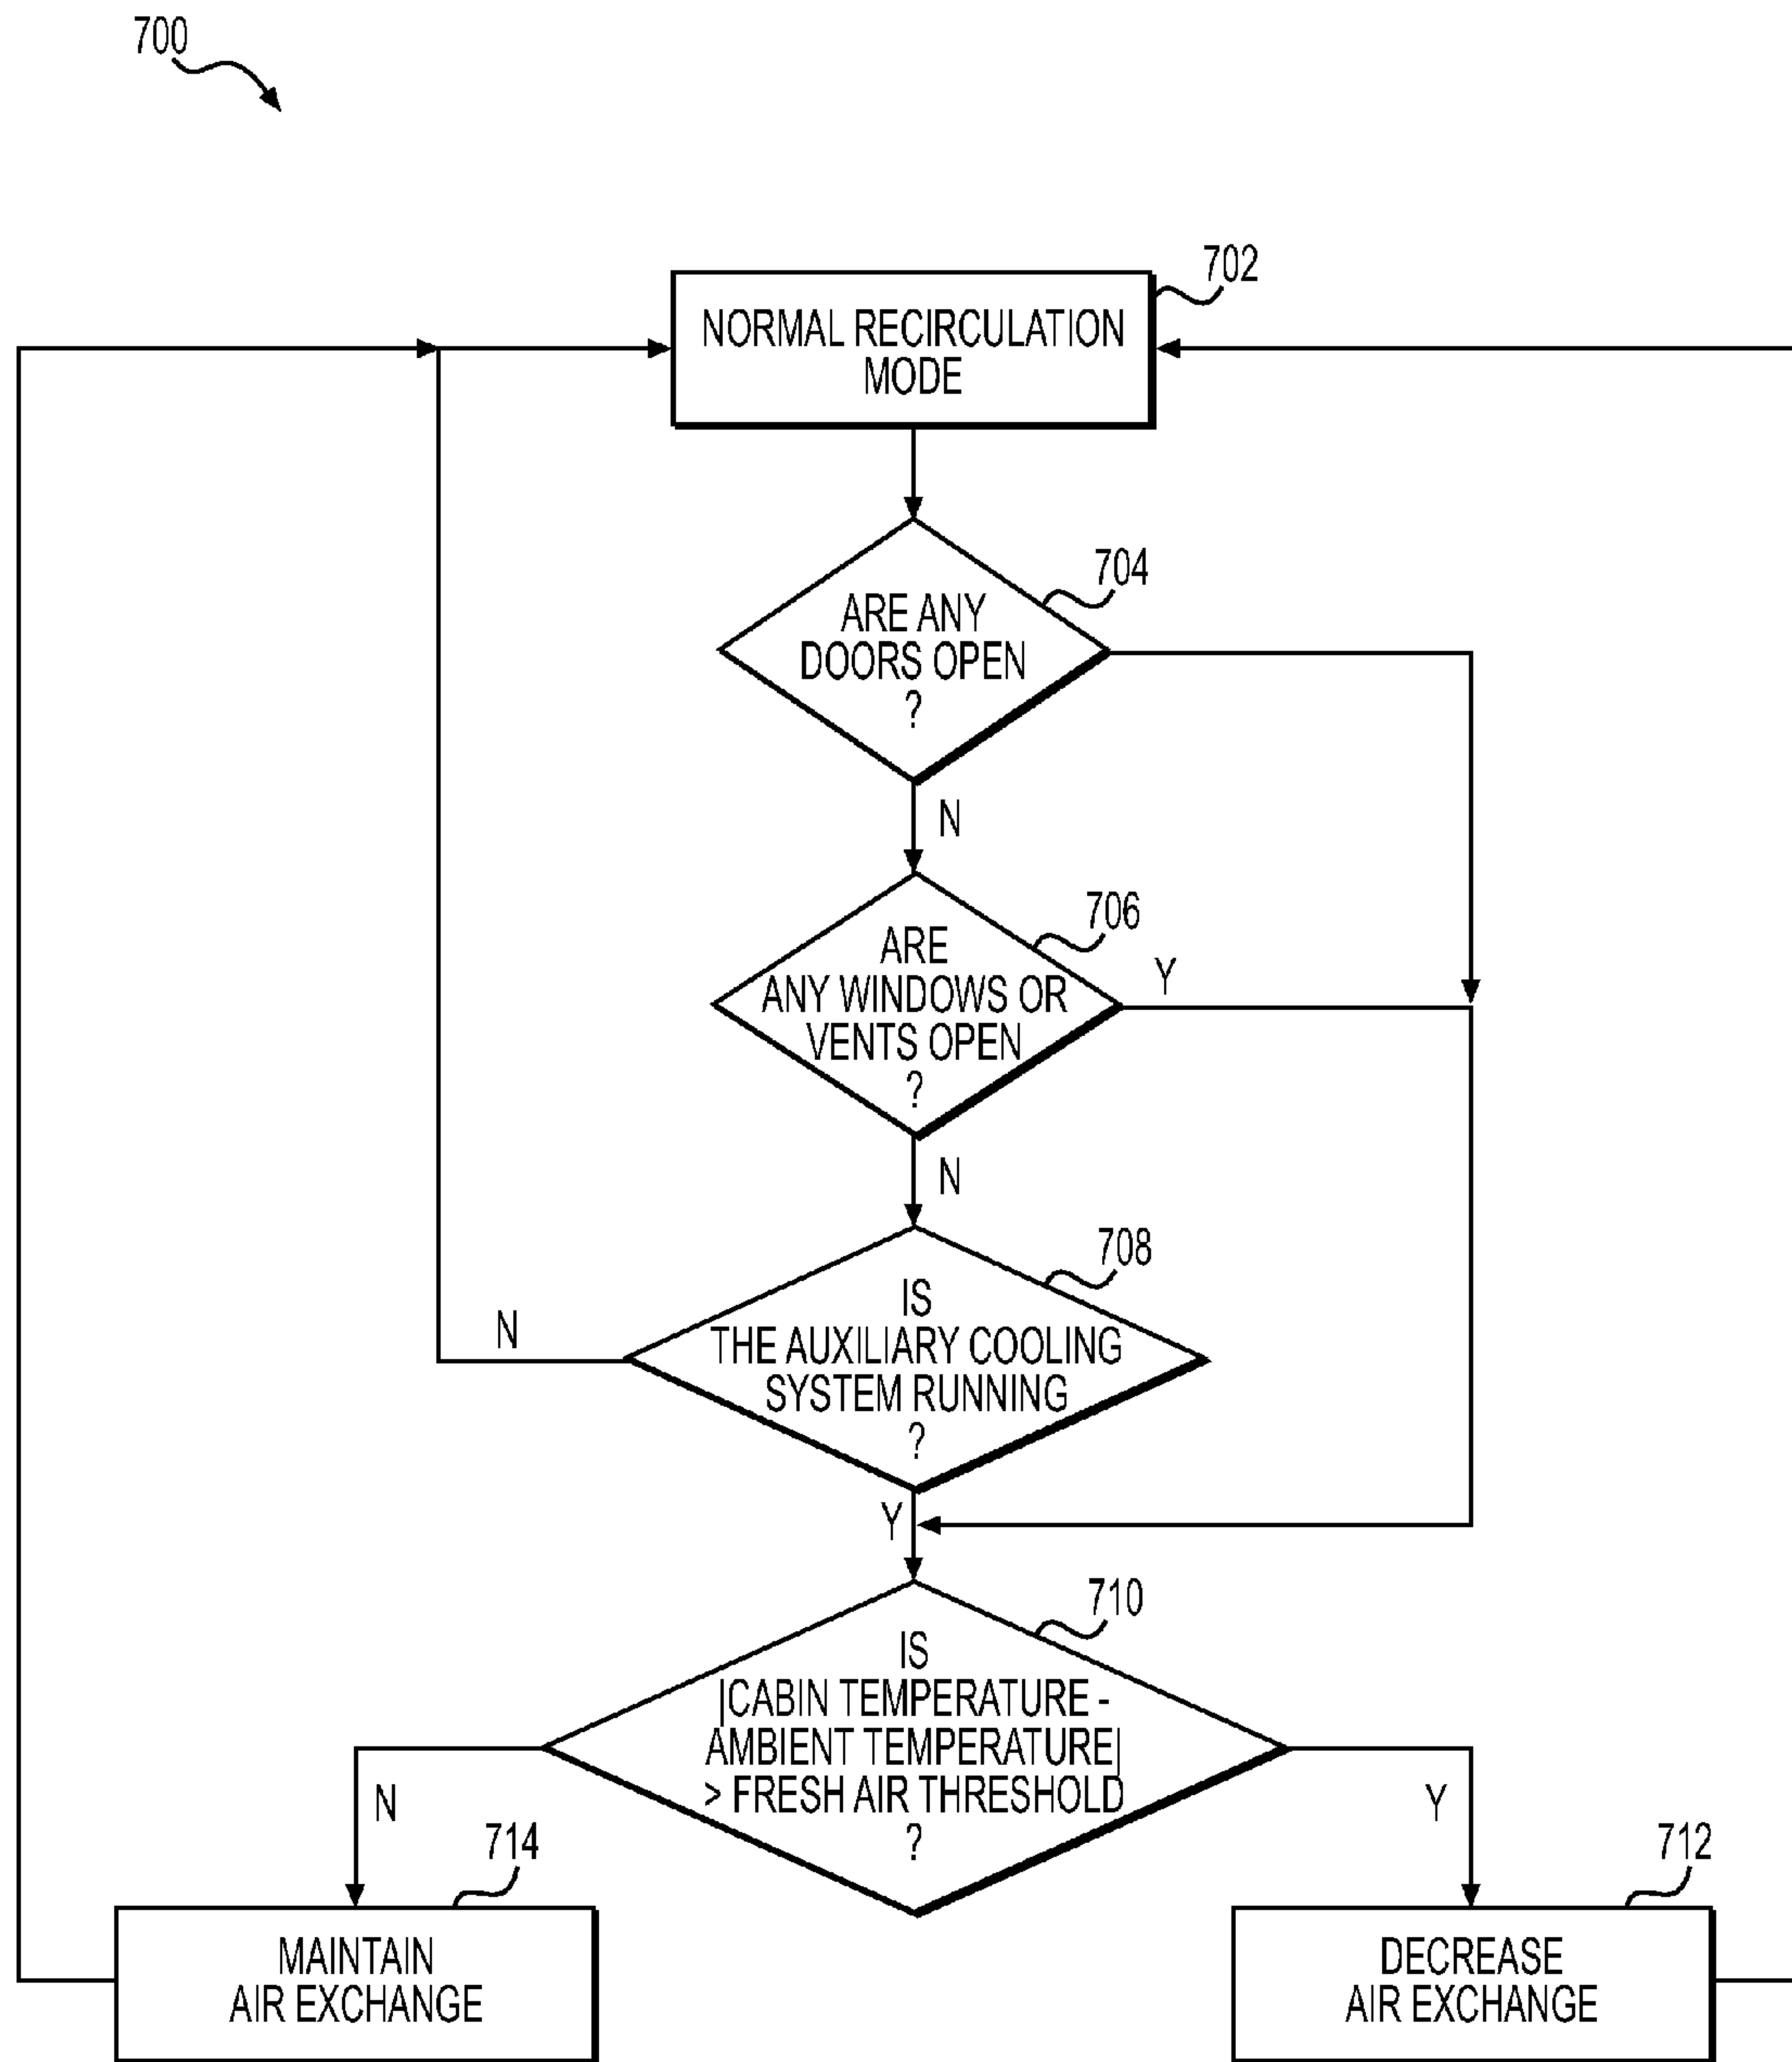 700
702
NORMAL RECIRCULATION
MODE
704
ARE ANY
DOORS OPEN
?
N
706
ARE
ANY WINDOWS OR
VENTS OPEN
?
Y
N
708
IS
THE AUXILIARY COOLING
SYSTEM RUNNING
?
N
Y
710
IS
|CABIN TEMPERATURE -
AMBIENT TEMPERATURE|
> FRESH AIR THRESHOLD
?
N
Y
714
MAINTAIN
AIR EXCHANGE
712
DECREASE
AIR EXCHANGE